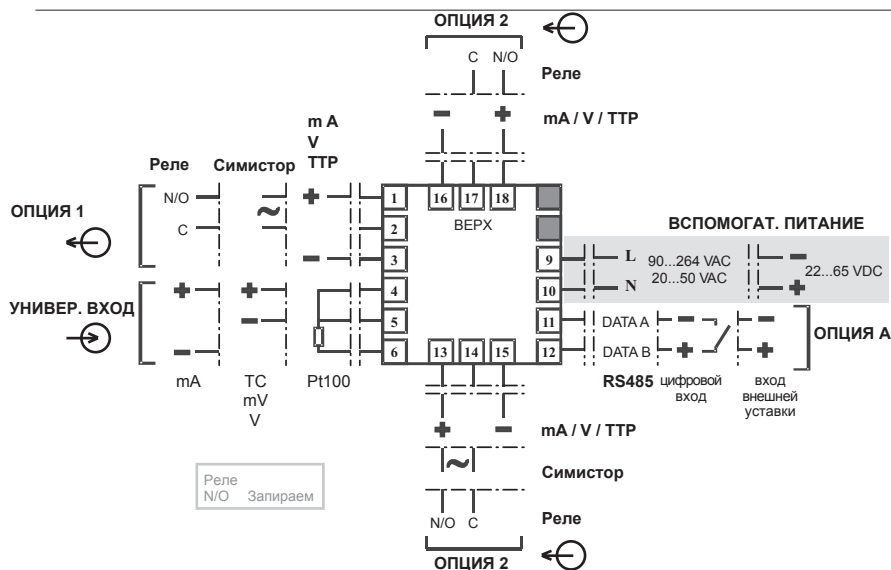 ОПЦИЯ 2
C N/O
Реле
mA / V / ТТР
m A
V
ТТР
Реле Симистор
ОПЦИЯ 1
N/O
C
УНИВЕР. ВХОД
mA
TC
mV
V
Pt100
1
2
3
4
5
6
16 17 18
ВЕРХ
9
10
11
12
13 14 15
ВСПОМОГАТ. ПИТАНИЕ
L
N
90...264 VAC
20...50 VAC
22...65 VDC
DATA A
DATA B
ОПЦИЯ А
RS485
цифровой
вход
вход
внешней
уставки
mA / V / ТТР
Симистор
N/O C
Реле
ОПЦИЯ 2
Реле
N/O Запираем